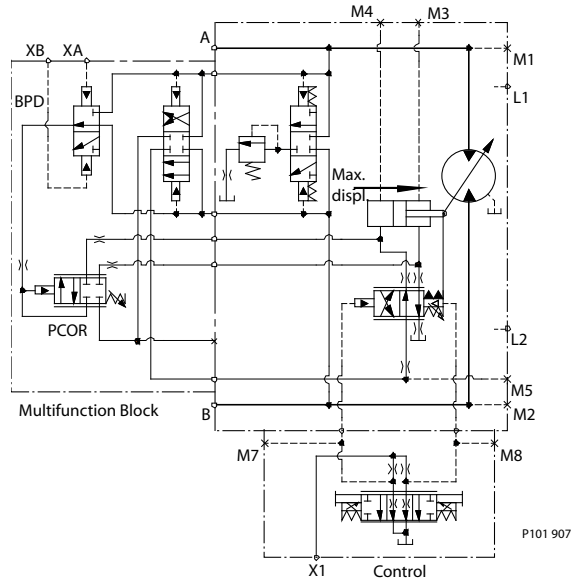 M4
M3
A
XB
XA
M1
BPD
L1
Max.
displ.
PCOR
L2
M5
Multifunction Block
B
M2
M7
M8
P101 907
X1
Control